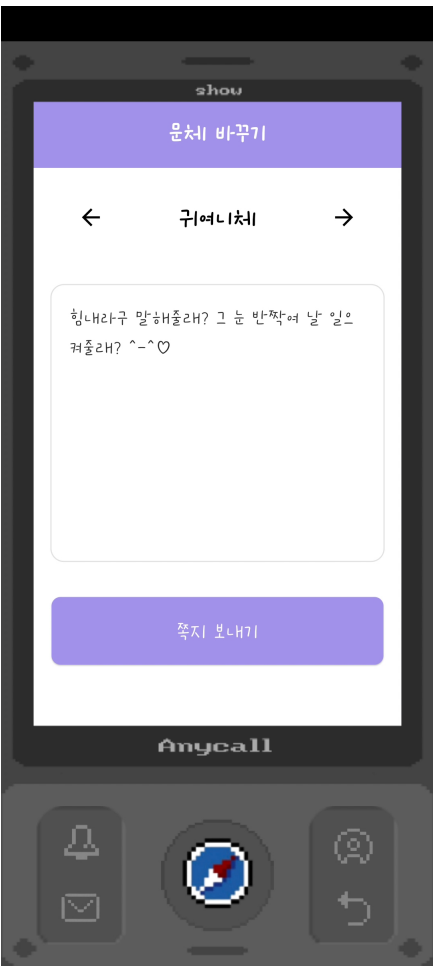 show
문체 바꾸기
귀여니체
힘내라구 말해줄래? 그 눈 반짝여 날 일으
켜줄래? ^-^♡
쪽지 보내기
Anycall